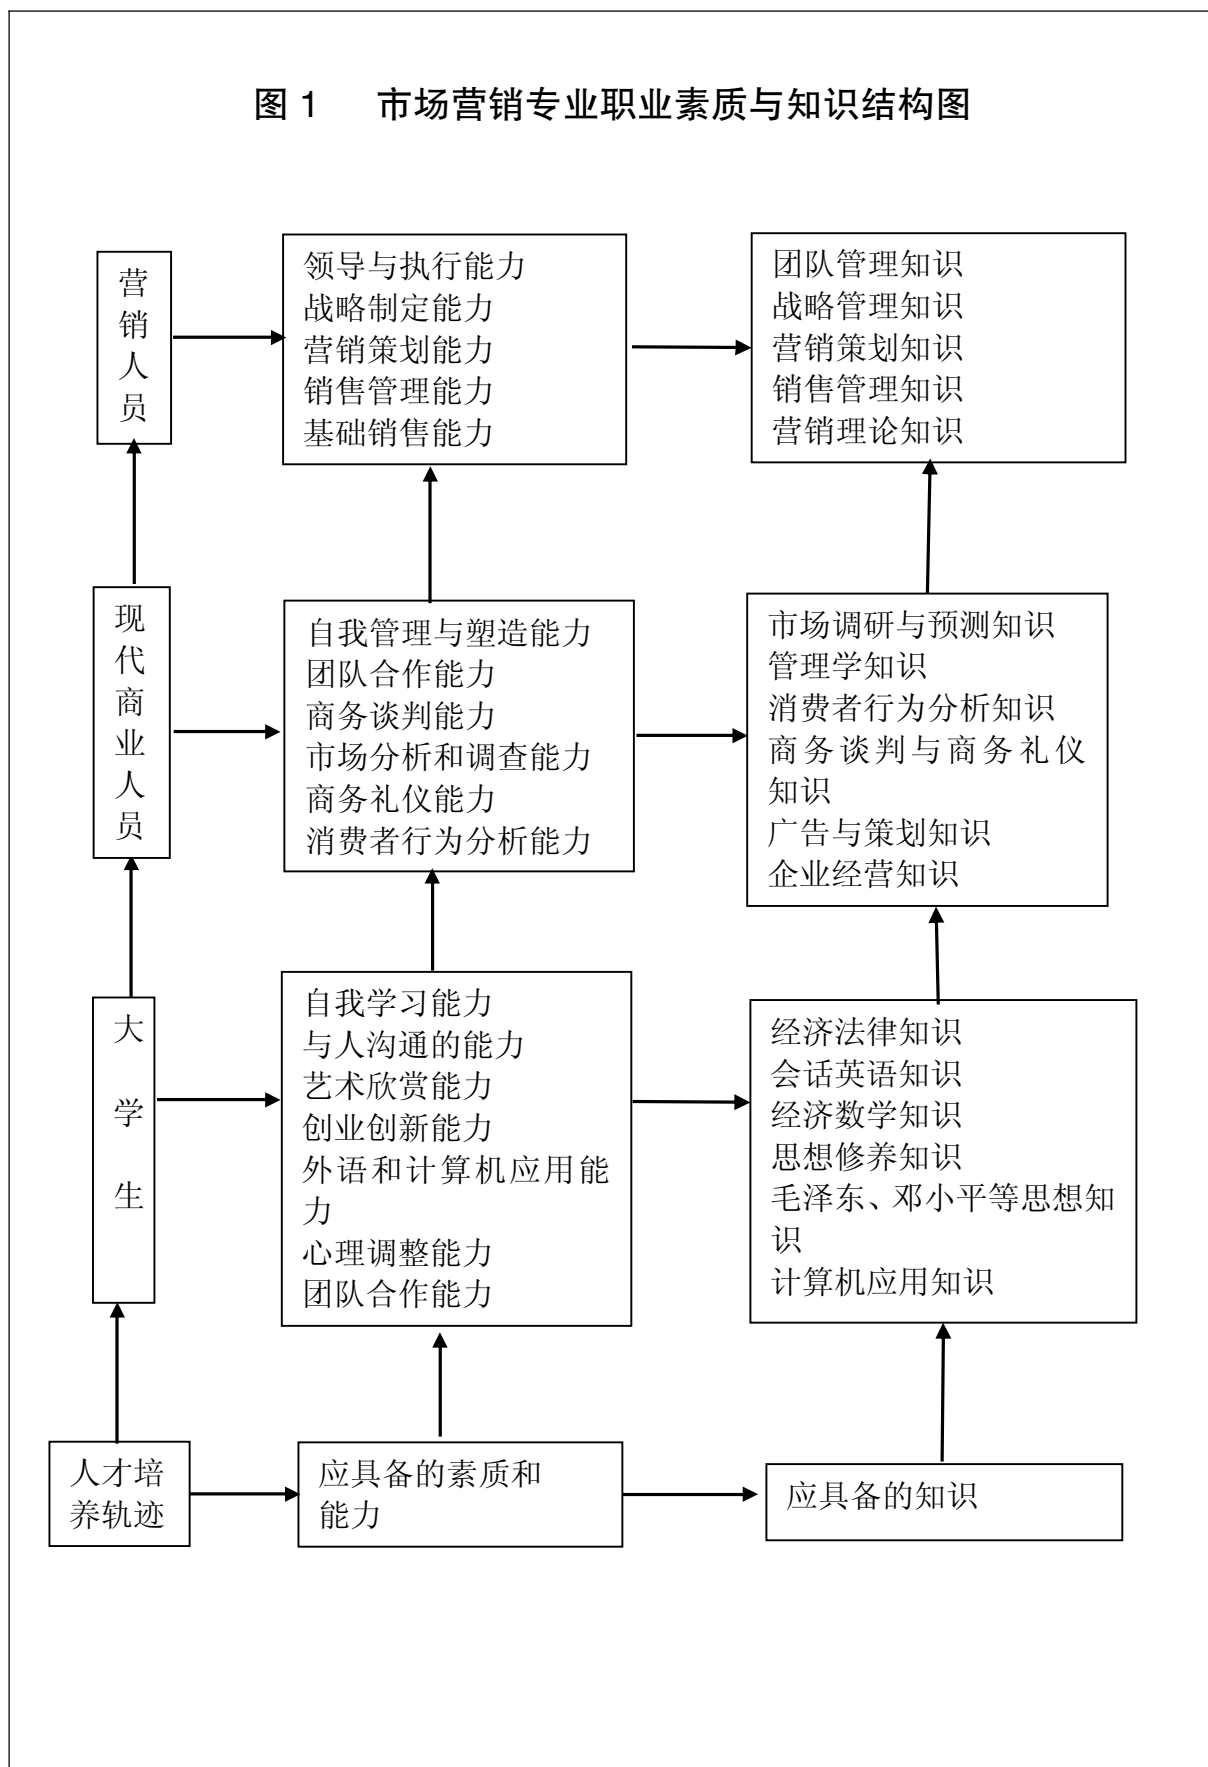 图 1 市场营销专业职业素质与知识结构图
营
销
人
员
领导与执行能力
战略制定能力
营销策划能力
销售管理能力
基础销售能力
团队管理知识
战略管理知识
营销策划知识
销售管理知识
营销理论知识
现
代
商
业
人
员
自我管理与塑造能力
团队合作能力
商务谈判能力
市场分析和调查能力
商务礼仪能力
消费者行为分析能力
市场调研与预测知识
管理学知识
消费者行为分析知识
商务谈判与商务礼仪
知识
广告与策划知识
企业经营知识
大
学
生
自我学习能力
与人沟通的能力
艺术欣赏能力
创业创新能力
外语和计算机应用能
力
心理调整能力
团队合作能力
经济法律知识
会话英语知识
经济数学知识
思想修养知识
毛泽东、邓小平等思想知
识
计算机应用知识
人才培
养轨迹
应具备的素质和
能力
应具备的知识